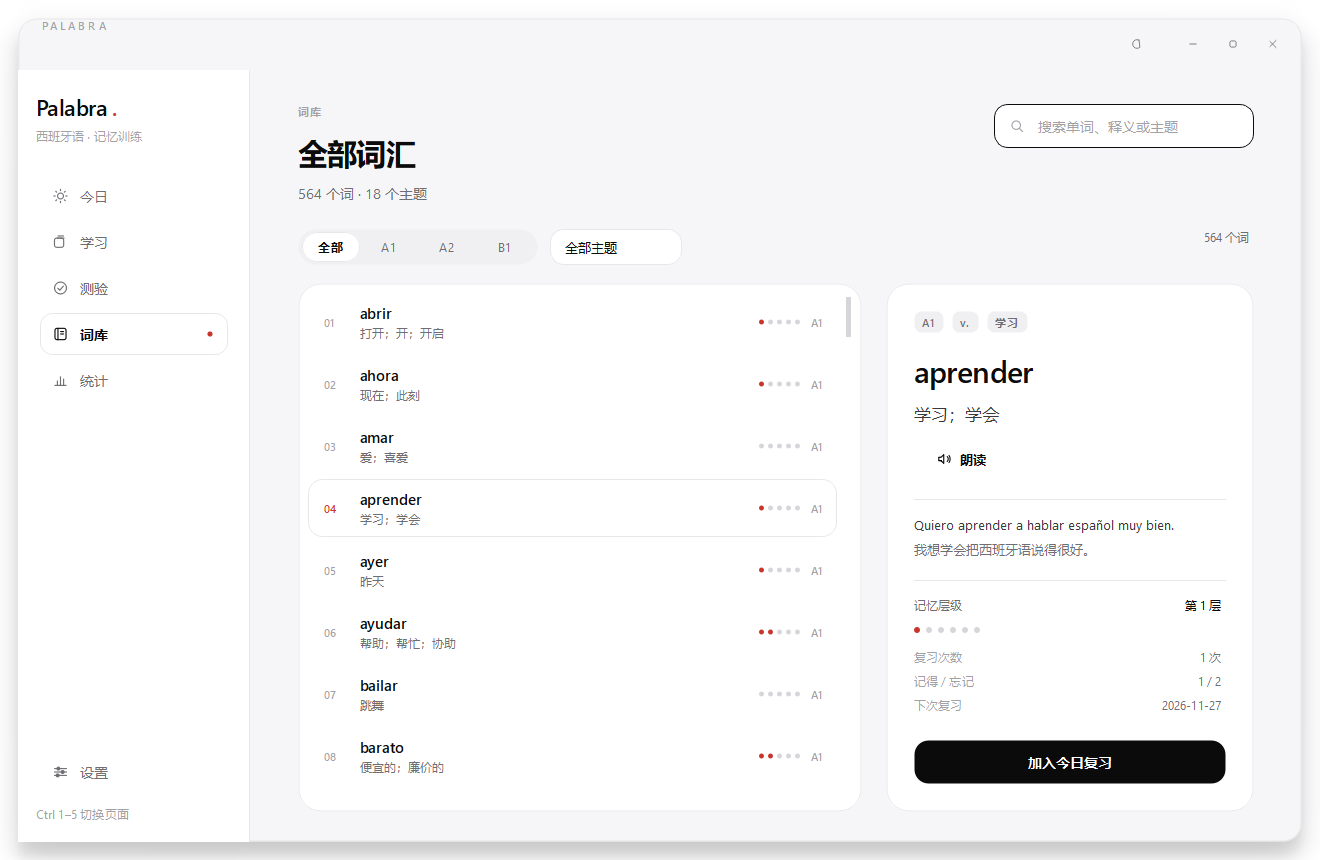 PALABRA
Palabra .
西班牙语 · 记忆训练
今日
学习
测验
词库
统计
设置
Ctrl 1–5 切换页面
词库
全部词汇
564 个词 · 18 个主题
搜索单词、释义或主题
全部 A1 A2 B1 全部主题
564 个词
01 abrir A1
打开；开；开启
02 ahora A1
现在；此刻
03 amar A1
爱；喜爱
04 aprender A1
学习；学会
05 ayer A1
昨天
06 ayudar A1
帮助；帮忙；协助
07 bailar A1
跳舞
08 barato A1
便宜的；廉价的
A1 v. 学习
aprender
学习；学会
朗读
Quiero aprender a hablar español muy bien.
我想学会把西班牙语说得很好。
记忆层级 第 1 层
复习次数 1 次
记得 / 忘记 1 / 2
下次复习 2026-11-27
加入今日复习